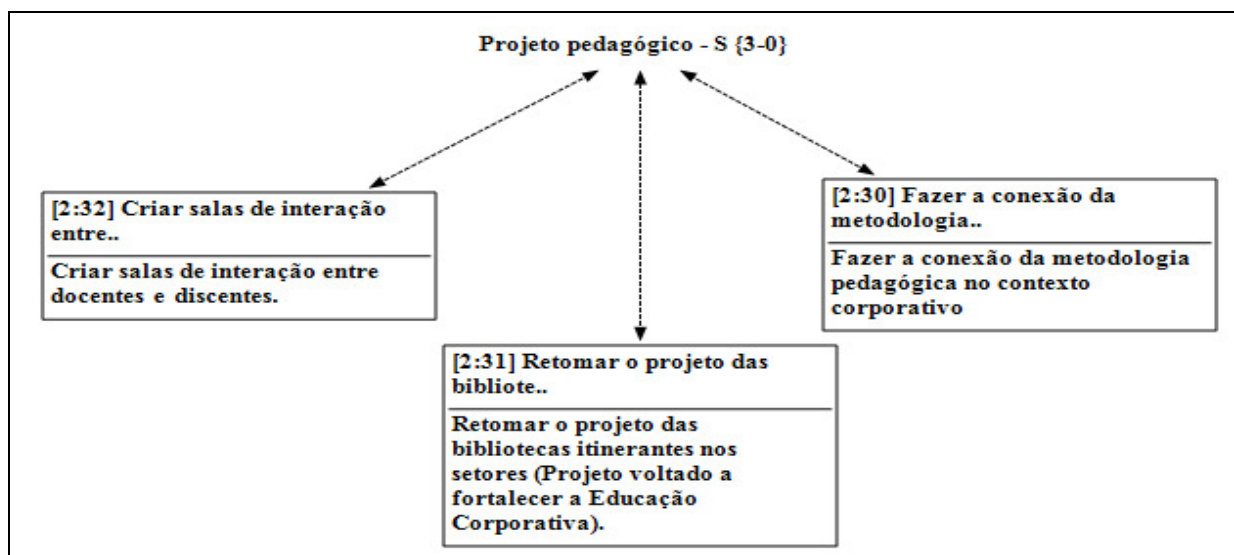 Projeto pedagógico - S {3-0}
[2:32] Criar salas de interação
entre..
Criar salas de interação entre
docentes e discentes.
[2:30] Fazer a conexão da
metodologia..
Fazer a conexão da metodologia
pedagógica no contexto
corporativo
[2:31] Retomar o projeto das
bibliote..
Retomar o projeto das
bibliotecas itinerantes nos
setores (Projeto voltado a
fortalecer a Educação
Corporativa).